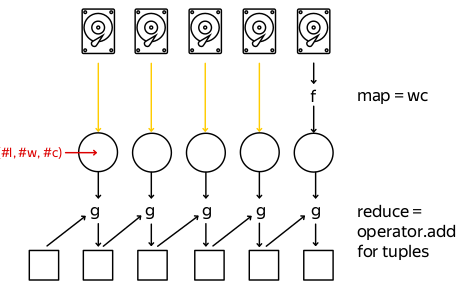 f
map = wc
(#l, #w, #c)
g g g g g
reduce =
operator.add
for tuples